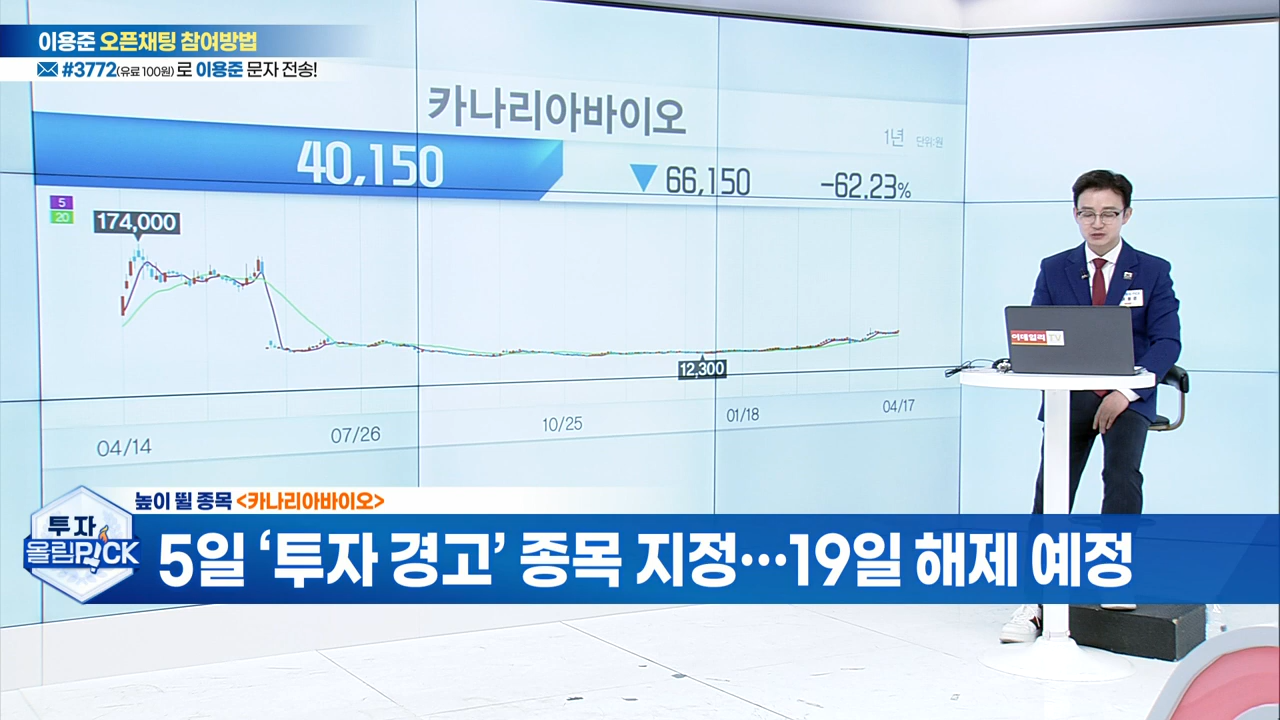 이용준 오픈채팅 참여방법
#3772(유료 100원)로 이용준 문자 전송!
카나리아바이오
1년 단위:원
40,150 ▼ 66,150 -62.23%
5
20
174,000
12,300
04/14 07/26 10/25 01/18 04/17
이데일리TV
높이 뛸 종목 <카나리아바이오>
투자
올림PICK
5일 ‘투자 경고’ 종목 지정…19일 해제 예정